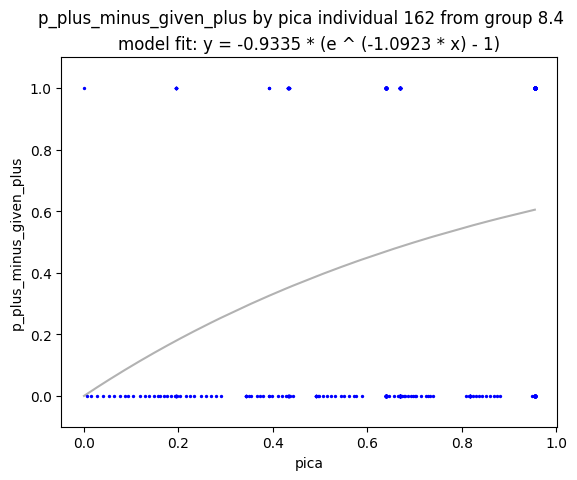 p_plus_minus_given_plus by pica individual 162 from group 8.4
model fit: y = -0.9335 * (e ^ (-1.0923 * x) - 1)
p_plus_minus_given_plus
1.0
0.8
0.6
0.4
0.2
0.0
0.0 0.2 0.4 0.6 0.8 1.0
pica